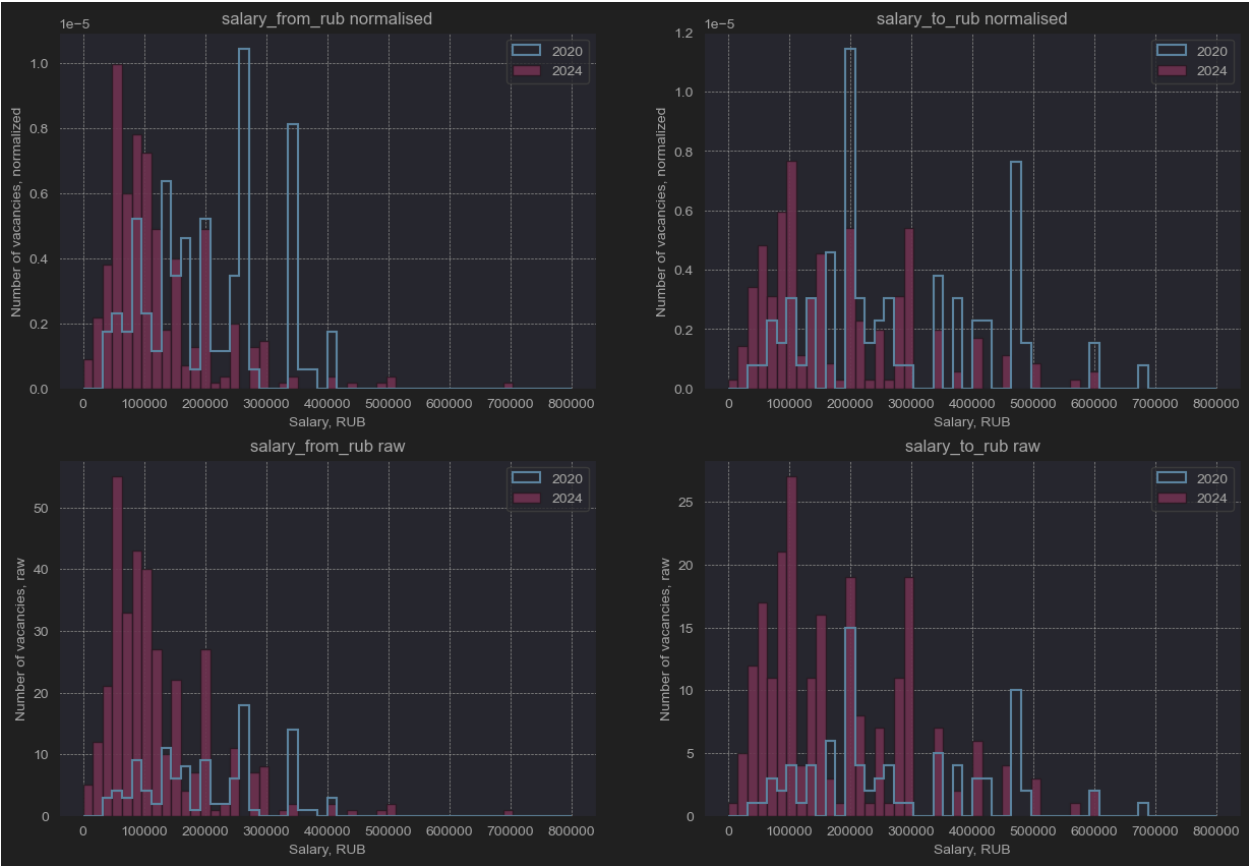 salary_from_rub normalised
1e−5
2020
2024
1.0
0.8
0.6
0.4
0.2
0.0
Number of vacancies, normalized
0 100000 200000 300000 400000 500000 600000 700000 800000
Salary, RUB
salary_to_rub normalised
1e−5
2020
2024
1.2
1.0
0.8
0.6
0.4
0.2
0.0
Number of vacancies, normalized
0 100000 200000 300000 400000 500000 600000 700000 800000
Salary, RUB
salary_from_rub raw
2020
2024
50
40
30
20
10
0
Number of vacancies, raw
0 100000 200000 300000 400000 500000 600000 700000 800000
Salary, RUB
salary_to_rub raw
2020
2024
25
20
15
10
5
0
Number of vacancies, raw
0 100000 200000 300000 400000 500000 600000 700000 800000
Salary, RUB